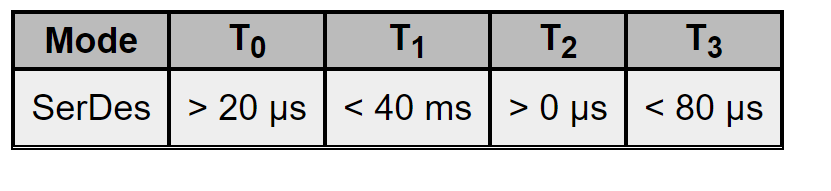 Mode T₀ T₁ T₂ T₃
SerDes > 20 µs < 40 ms > 0 µs < 80 µs